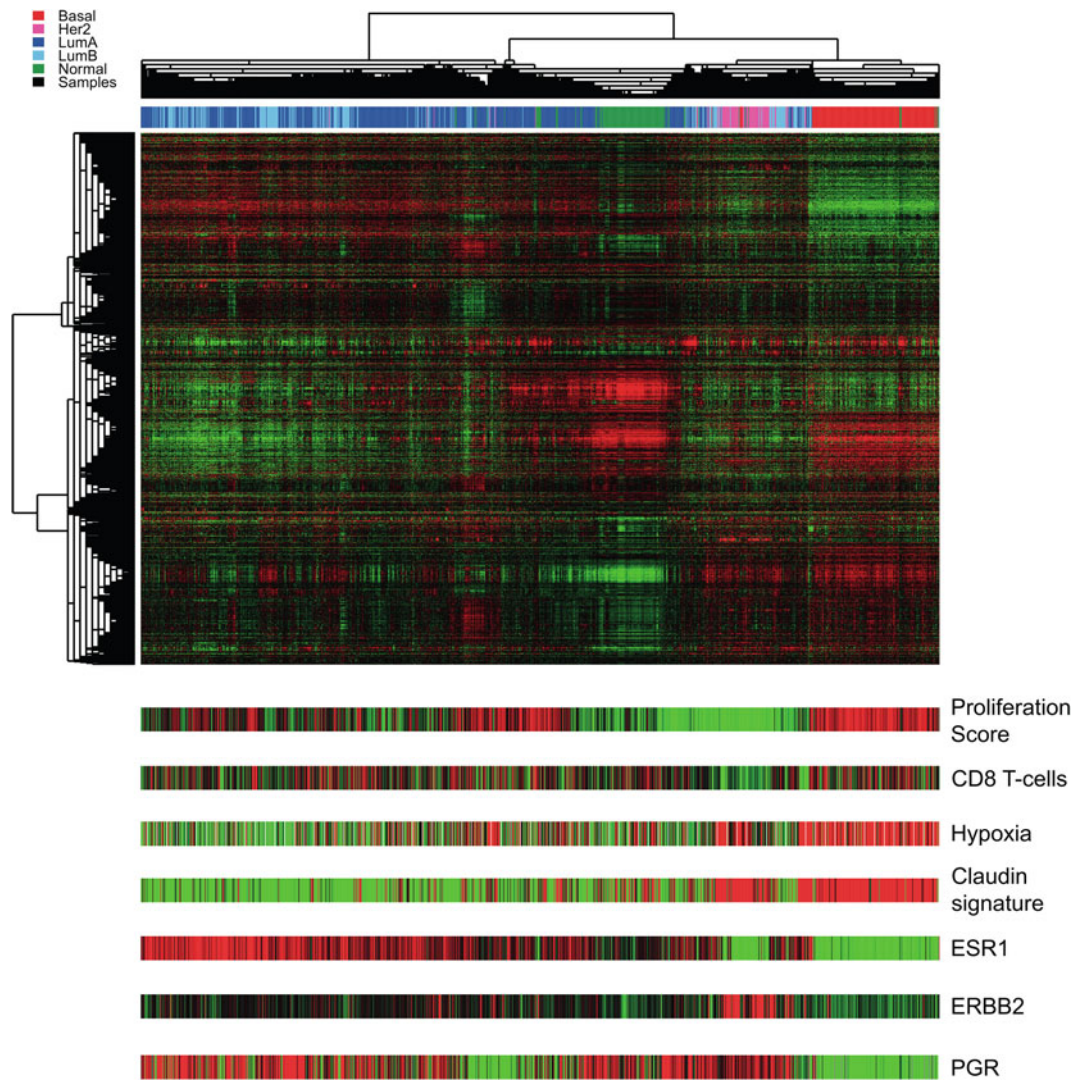 Basal
Her2
LumA
LumB
Normal
Samples
Proliferation
Score
CD8 T-cells
Hypoxia
Claudin
signature
ESR1
ERBB2
PGR